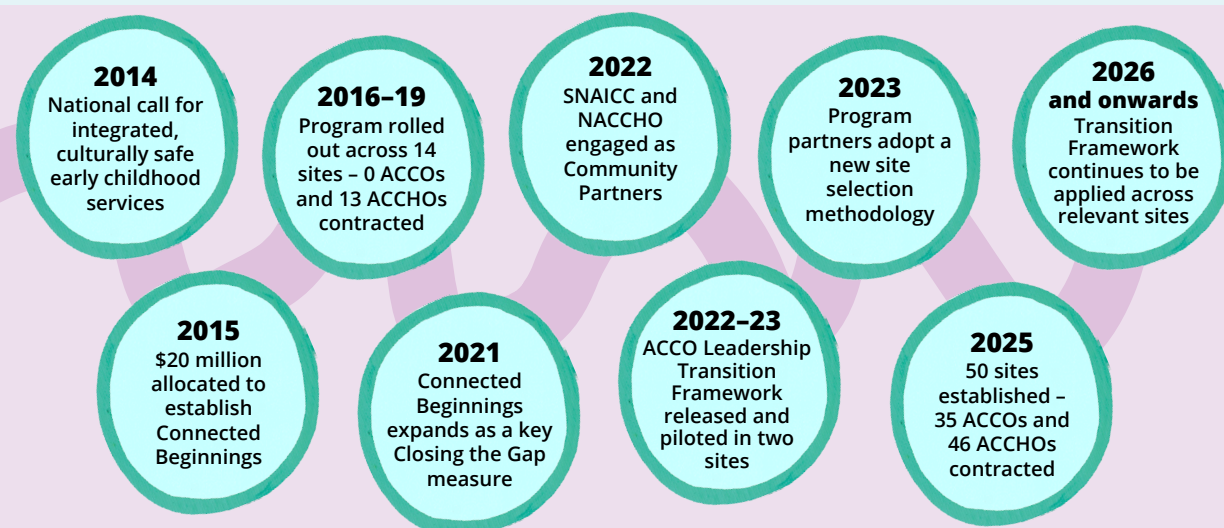 2014
National call for
integrated,
culturally safe
early childhood
services
2015
$20 million
allocated to
establish
Connected
Beginnings
2016–19
Program rolled
out across 14
sites – 0 ACCOs
and 13 ACCHOs
contracted
2021
Connected
Beginnings
expands as a key
Closing the Gap
measure
2022
SNAICC and
NACCHO
engaged as
Community
Partners
2022–23
ACCO Leadership
Transition
Framework
released and
piloted in two
sites
2023
Program
partners adopt a
new site
selection
methodology
2025
50 sites
established –
35 ACCOs and
46 ACCHOs
contracted
2026
and onwards
Transition
Framework
continues to be
applied across
relevant sites